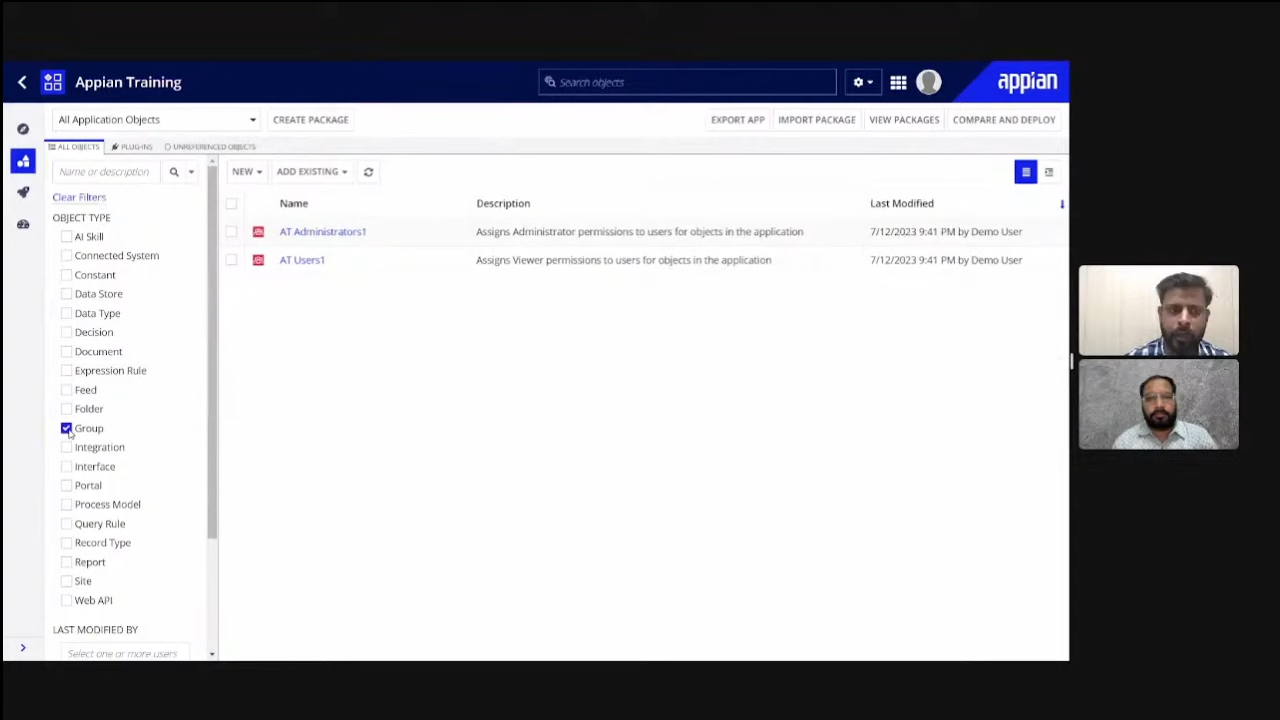 Appian Training
Search objects
appian
All Application Objects
CREATE PACKAGE
EXPORT APP
IMPORT PACKAGE
VIEW PACKAGES
COMPARE AND DEPLOY
ALL OBJECTS
PLUG-INS
UNREFERENCED OBJECTS
Name or description
NEW
ADD EXISTING
Clear Filters
OBJECT TYPE
AI Skill
Connected System
Constant
Data Store
Data Type
Decision
Document
Expression Rule
Feed
Folder
Group
Integration
Interface
Portal
Process Model
Query Rule
Record Type
Report
Site
Web API
LAST MODIFIED BY
Select one or more users
Name Description Last Modified
AT Administrators1 Assigns Administrator permissions to users for objects in the application 7/12/2023 9:41 PM by Demo User
AT Users1 Assigns Viewer permissions to users for objects in the application 7/12/2023 9:41 PM by Demo User